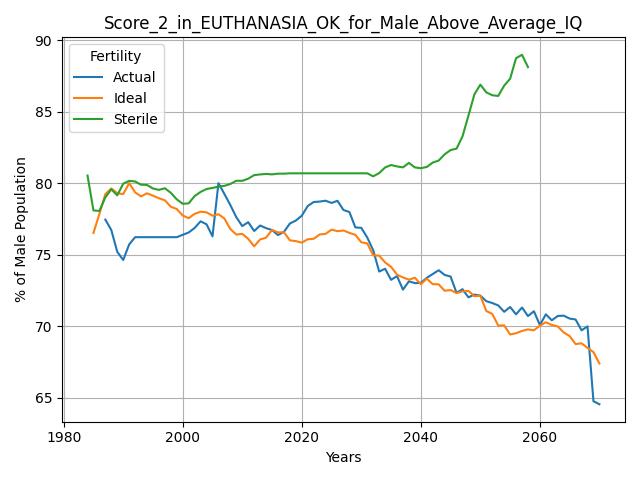 Score_2_in_EUTHANASIA_OK_for_Male_Above_Average_IQ
90
85
80
75
70
65
% of Male Population
Fertility
Actual
Ideal
Sterile
1980
2000
2020
2040
2060
Years